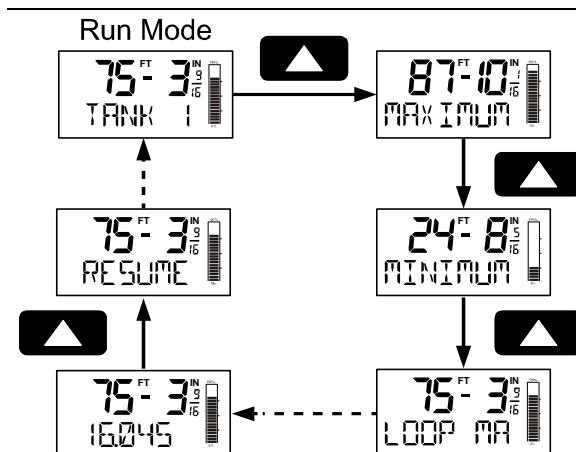 Run Mode
75 FT - 3 IN 9/16
TANK 1
87 FT - 10 IN 1/16
MAXIMUM
75 FT - 3 IN 9/16
RESUME
24 FT - 8 IN 5/16
MINIMUM
75 FT - 3 IN 9/16
16.045
75 FT - 3 IN 9/16
LOOP MA